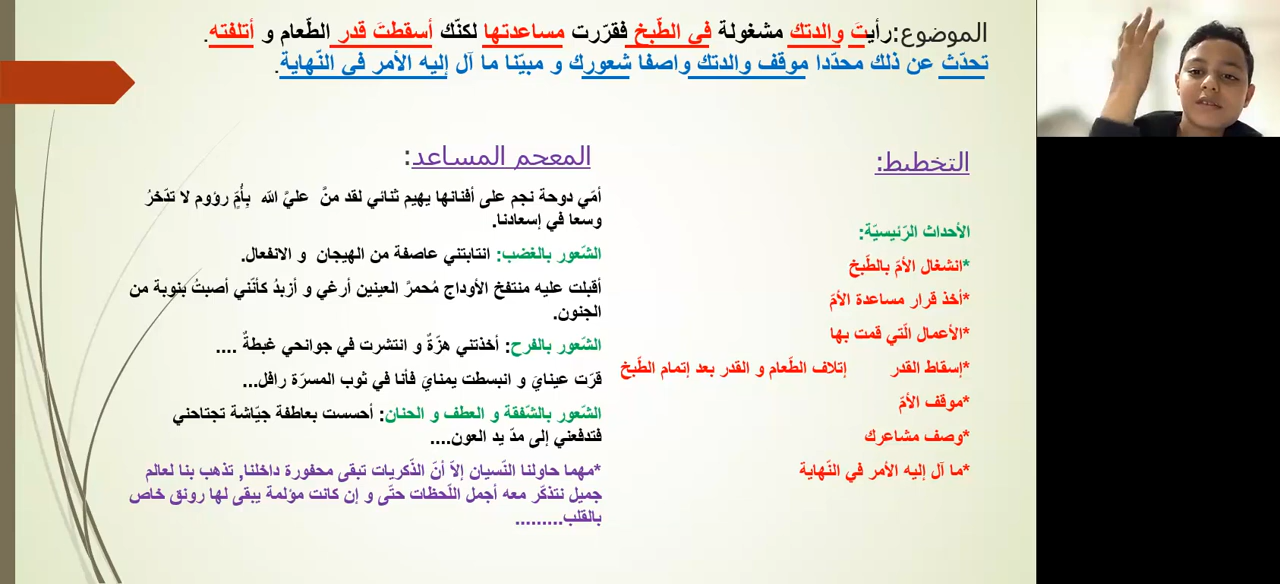 الموضوع:رأيتَ والدتك مشغولة في الطّبخ فقرّرت مساعدتها لكنّك أسقطتَ قدر الطّعام و أتلفته.
تحدّث عن ذلك محدّدا موقف والدتك واصفا شعورك و مبيّنا ما آل إليه الأمر في النّهاية.
التخطيط:
الأحداث الرّئيسيّة:
*انشغال الأمّ بالطّبخ
*أخذ قرار مساعدة الأمّ
*الأعمال الّتي قمت بها
*إسقاط القدر إتلاف الطّعام و القدر بعد إتمام الطّبخ
*موقف الأمّ
*وصف مشاعرك
*ما آل إليه الأمر في النّهاية
المعجم المساعد:
أمّي دوحة نجم على أفنانها يهيم ثنائي لقد منَّ عليَّ الله بِأُمّ رؤوم لا تدّخرُ
وسعا في إسعادنا.
الشّعور بالغضب: انتابتني عاصفة من الهيجان و الانفعال.
أقبلت عليه منتفخ الأوداج مُحمرّ العينين أرغي و أزبدُ كأنّني أصبتُ بنوبة من
الجنون.
الشّعور بالفرح: أخذتني هزّةٌ و انتشرت في جوانحي غبطةٌ ....
قرّت عينايَ و انبسطت يمنايَ فأنا في ثوب المسرّة رافل...
الشّعور بالشّفقة و العطف و الحنان: أحسست بعاطفة جيّاشة تجتاحني
فتدفعني إلى مدّ يد العون....
*مهما حاولنا النّسيان إلاّ أنّ الذّكريات تبقى محفورة داخلنا, تذهب بنا لعالم
جميل نتذكّر معه أجمل اللّحظات حتّى و إن كانت مؤلمة يبقى لها رونق خاص
بالقلب.........